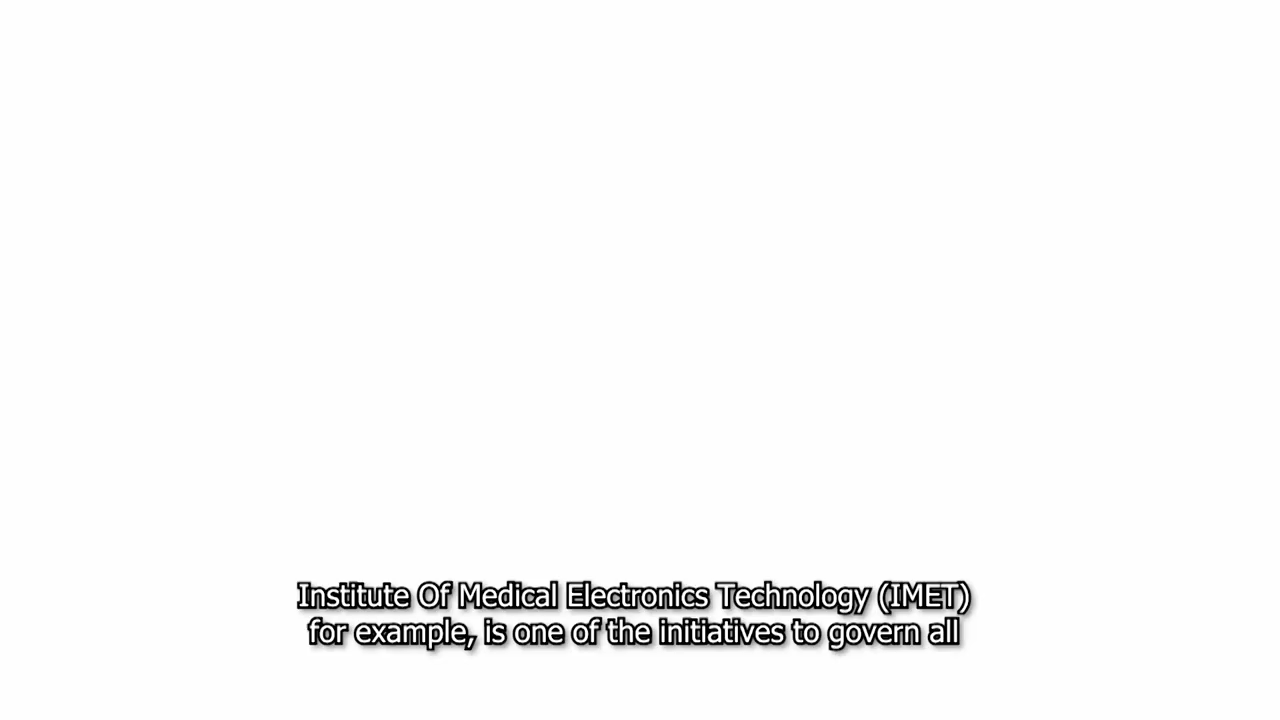 Institute Of Medical Electronics Technology (IMET)
for example, is one of the initiatives to govern all